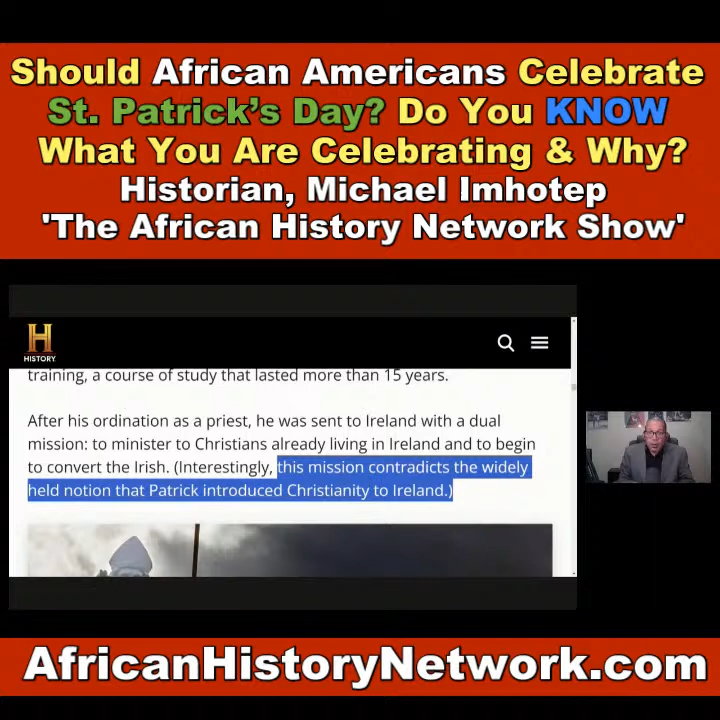 Should African Americans Celebrate
St. Patrick's Day? Do You KNOW
What You Are Celebrating & Why?
Historian, Michael Imhotep
'The African History Network Show'
H
HISTORY
training, a course of study that lasted more than 15 years.
After his ordination as a priest, he was sent to Ireland with a dual
mission: to minister to Christians already living in Ireland and to begin
to convert the Irish. (Interestingly, this mission contradicts the widely
held notion that Patrick introduced Christianity to Ireland.)
AfricanHistoryNetwork.com